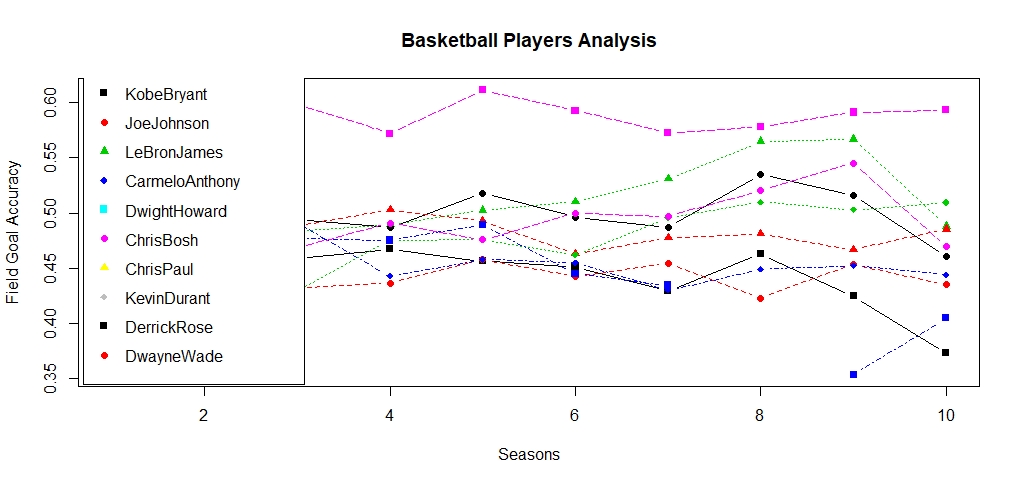 Basketball Players Analysis
Field Goal Accuracy
0.60
0.55
0.50
0.45
0.40
0.35
KobeBryant
JoeJohnson
LeBronJames
CarmeloAnthony
DwightHoward
ChrisBosh
ChrisPaul
KevinDurant
DerrickRose
DwayneWade
2
4
6
8
10
Seasons